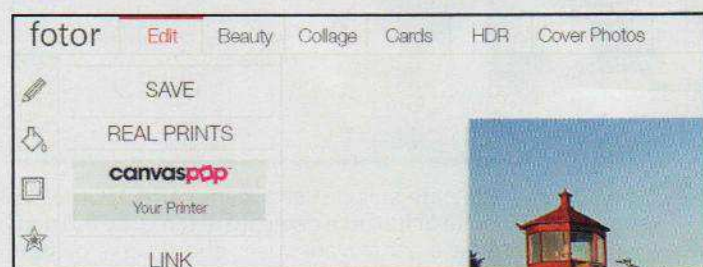 fotor Edit Beauty Collage Cards HDR Cover Photos
SAVE
REAL PRINTS
canvaspop
Your Printer
LINK